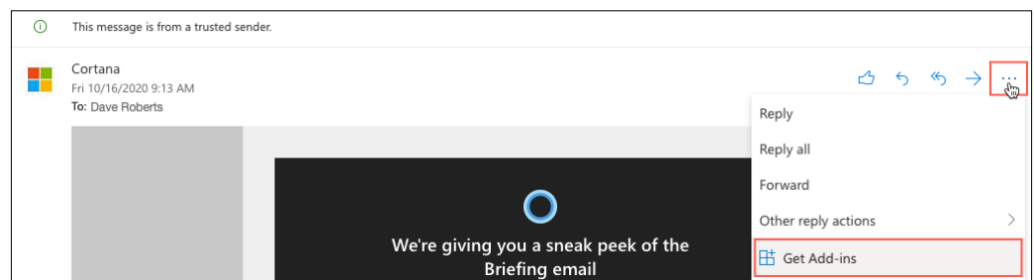 This message is from a trusted sender.
Cortana
Fri 10/16/2020 9:13 AM
To: Dave Roberts
Reply
Reply all
Forward
Other reply actions
Get Add-ins
We're giving you a sneak peek of the
Briefing email